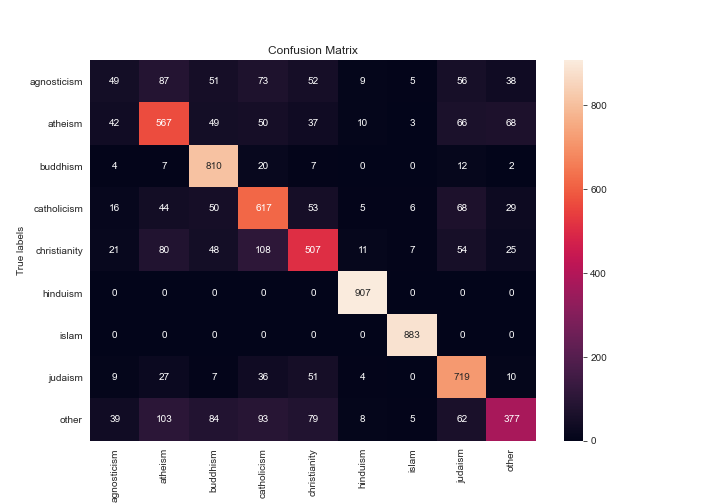 Confusion Matrix
agnosticism 49 87 51 73 52 9 5 56 38
atheism 42 567 49 50 37 10 3 66 68
buddhism 4 7 810 20 7 0 0 12 2
catholicism 16 44 50 617 53 5 6 68 29
christianity 21 80 48 108 507 11 7 54 25
hinduism 0 0 0 0 0 907 0 0 0
islam 0 0 0 0 0 0 883 0 0
judaism 9 27 7 36 51 4 0 719 10
other 39 103 84 93 79 8 5 62 377
True labels
agnosticism
atheism
buddhism
catholicism
christianity
hinduism
islam
judaism
other
800
600
400
200
0